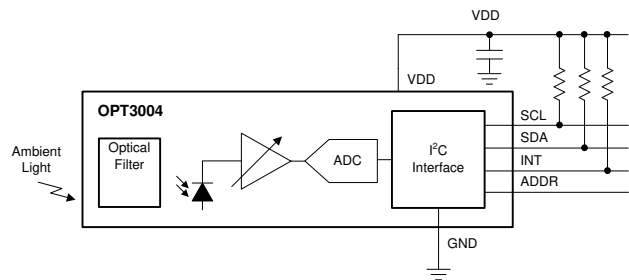 VDD
VDD
OPT3004
Ambient
Light
Optical
Filter
ADC
I²C
Interface
SCL
SDA
INT
ADDR
GND